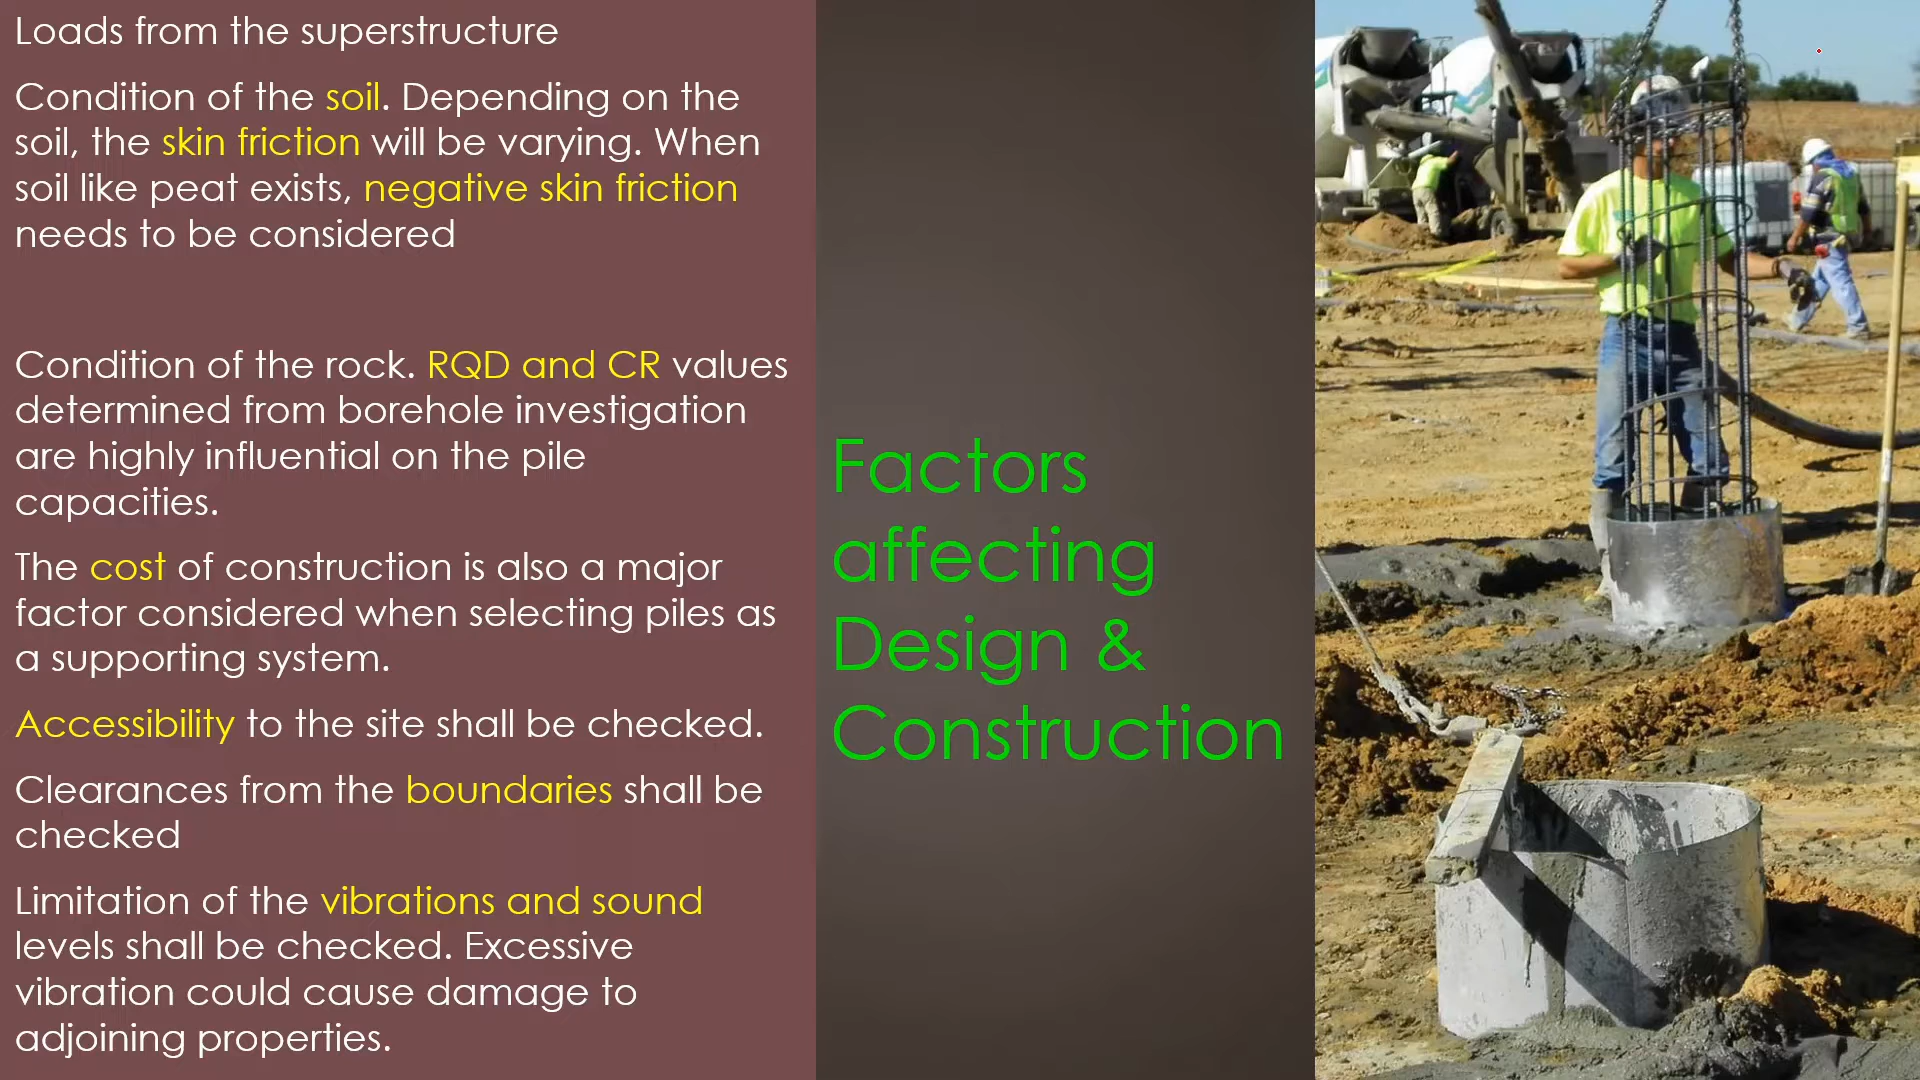 Loads from the superstructure
Condition of the soil. Depending on the
soil, the skin friction will be varying. When
soil like peat exists, negative skin friction
needs to be considered
Condition of the rock. RQD and CR values
determined from borehole investigation
are highly influential on the pile
capacities.
The cost of construction is also a major
factor considered when selecting piles as
a supporting system.
Accessibility to the site shall be checked.
Clearances from the boundaries shall be
checked
Limitation of the vibrations and sound
levels shall be checked. Excessive
vibration could cause damage to
adjoining properties.
Factors
affecting
Design &
Construction